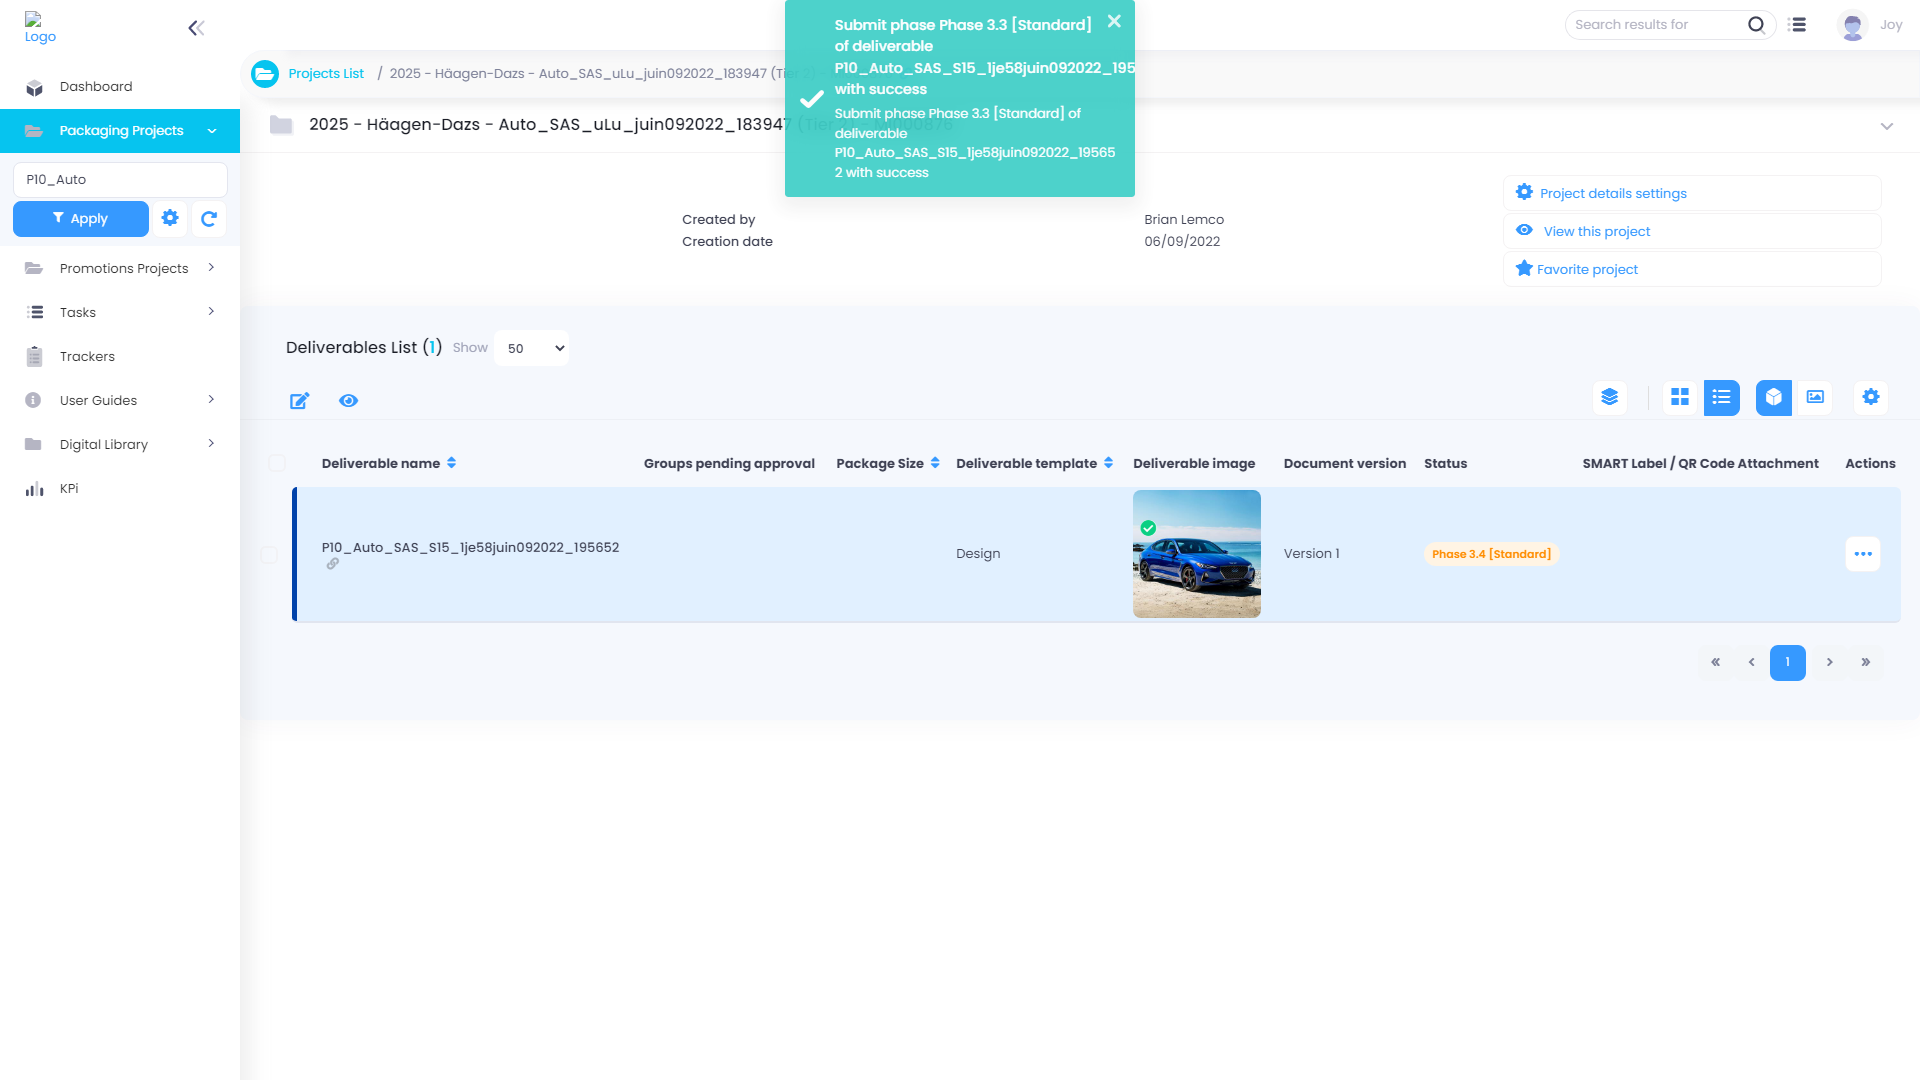 Logo
Submit phase Phase 3.3 [Standard]
of deliverable
P10_Auto_SAS_S15_1je58juin092022_195
with success
Submit phase Phase 3.3 [Standard] of
deliverable
P10_Auto_SAS_S15_1je58juin092022_19565
2 with success
Search results for
Joy
Projects List / 2025 - Häagen-Dazs - Auto_SAS_uLu_juin092022_183947
2025 - Häagen-Dazs - Auto_SAS_uLu_juin092022_183947
Dashboard
Packaging Projects
P10_Auto
Apply
Promotions Projects
Tasks
Trackers
User Guides
Digital Library
KPi
Created by
Brian Lemco
Creation date
06/09/2022
Project details settings
View this project
Favorite project
Deliverables List (1) Show 50
Deliverable name Groups pending approval Package Size Deliverable template Deliverable image Document version Status SMART Label / QR Code Attachment Actions
P10_Auto_SAS_S15_1je58juin092022_195652 Design Version 1 Phase 3.4 [Standard]
« ‹ 1 › »